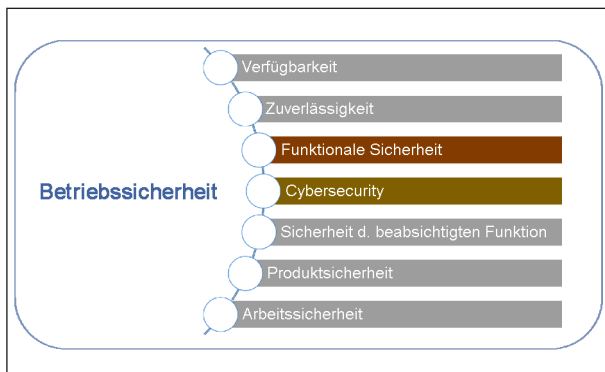 Verfügbarkeit
Zuverlässigkeit
Funktionale Sicherheit
Betriebssicherheit
Cybersecurity
Sicherheit d. beabsichtigten Funktion
Produktsicherheit
Arbeitssicherheit